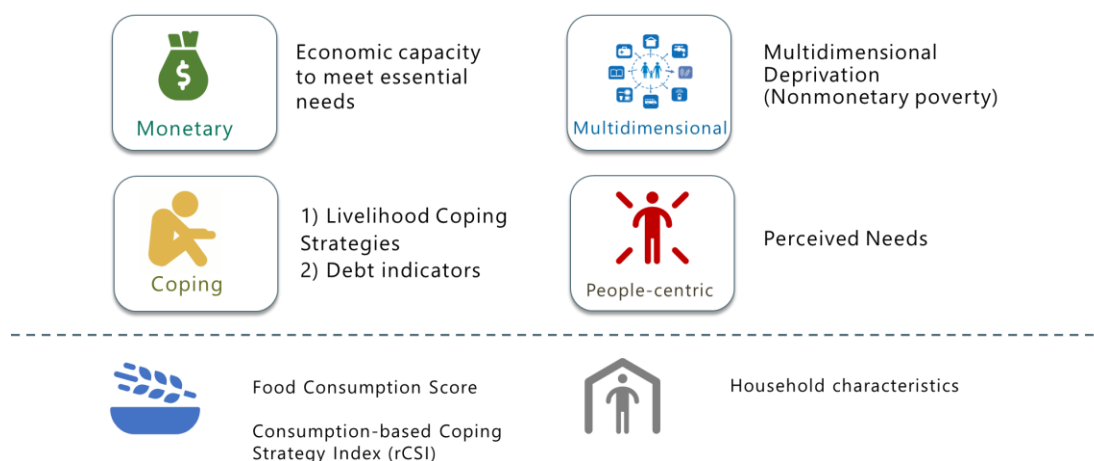 Economic capacity
to meet essential
needs
$
Monetary
Multidimensional
Deprivation
(Nonmonetary poverty)
Multidimensional
1) Livelihood Coping
Strategies
2) Debt indicators
Coping
Perceived Needs
People-centric
Food Consumption Score
Consumption-based Coping
Strategy Index (rCSI)
Household characteristics